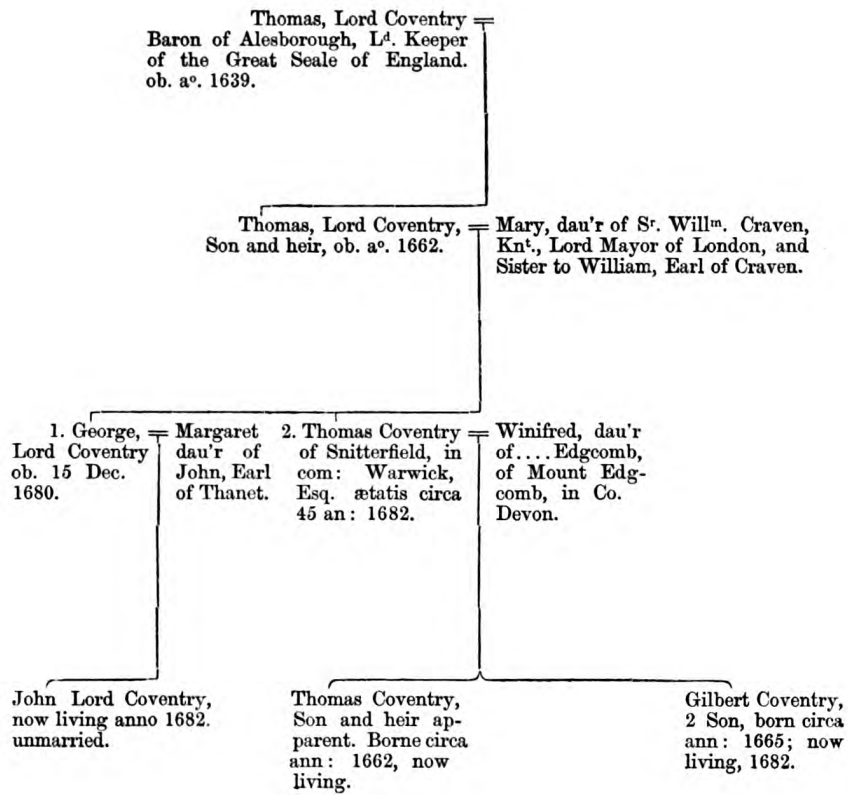 Thomas, Lord Coventry =
Baron of Alesborough, Lᵈ. Keeper
of the Great Seale of England.
ob. aº. 1639.
Thomas, Lord Coventry, =
Son and heir, ob. aº. 1662.
Mary, dau'r of Sʳ. Willᵐ. Craven,
Knᵗ., Lord Mayor of London, and
Sister to William, Earl of Craven.
1. George, =
Lord Coventry
ob. 15 Dec.
1680.
Margaret
dau'r of
John, Earl
of Thanet.
2. Thomas Coventry =
of Snitterfield, in
com: Warwick,
Esq. ætatis circa
45 an: 1682.
Winifred, dau'r
of.... Edgcomb,
of Mount Edg-
comb, in Co.
Devon.
John Lord Coventry,
now living anno 1682.
unmarried.
Thomas Coventry,
Son and heir ap-
parent. Borne circa
ann: 1662, now
living.
Gilbert Coventry,
2 Son, born circa
ann: 1665; now
living, 1682.